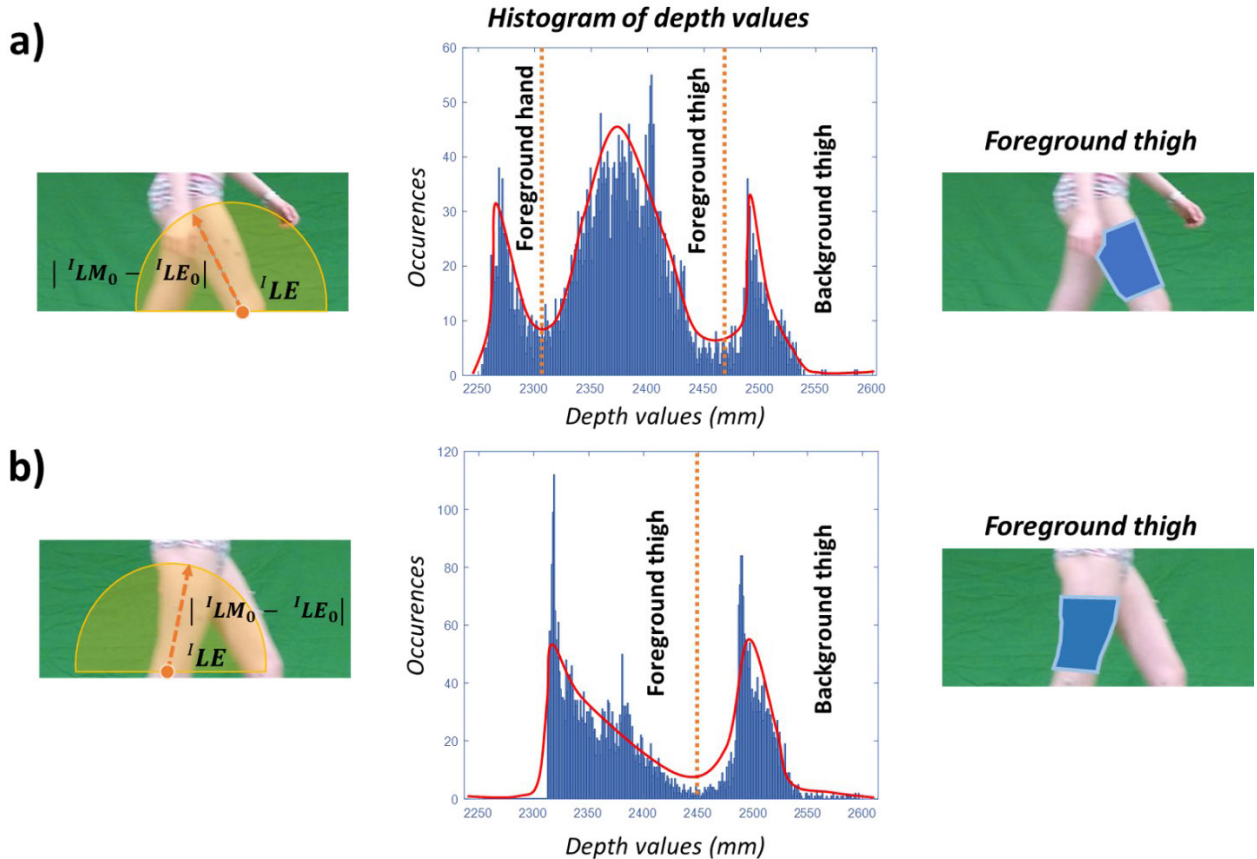 a)
Histogram of depth values
60
50
40
30
20
10
0
Occurences
Foreground hand
Foreground thigh
Background thigh
2250 2300 2350 2400 2450 2500 2550 2600
Depth values (mm)
| ᴵLM₀ − ᴵLE₀|
ᴵLE
Foreground thigh
b)
120
100
80
60
40
20
0
Occurences
Foreground thigh
Background thigh
2250 2300 2350 2400 2450 2500 2550 2600
Depth values (mm)
| ᴵLM₀ − ᴵLE₀|
ᴵLE
Foreground thigh